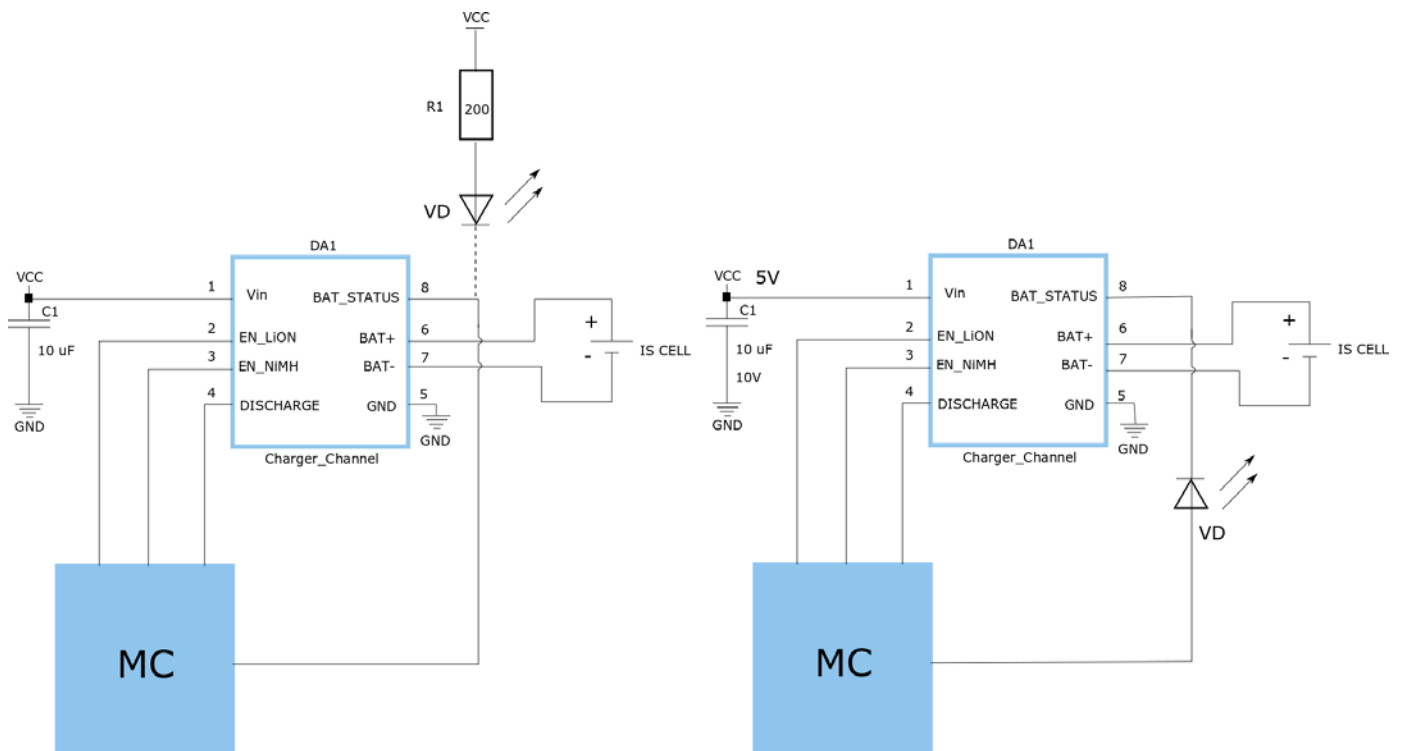 VCC
R1
200
VD
DA1
VCC
1
Vin
BAT_STATUS
8
C1
10 uF
2
EN_LiON
BAT+
6
+
3
EN_NiMH
BAT-
7
-
IS CELL
4
DISCHARGE
GND
5
GND
GND
Charger_Channel
MC
DA1
VCC
5V
1
Vin
BAT_STATUS
8
C1
10 uF
10V
2
EN_LiON
BAT+
6
+
3
EN_NiMH
BAT-
7
-
IS CELL
4
DISCHARGE
GND
5
GND
GND
Charger_Channel
VD
MC